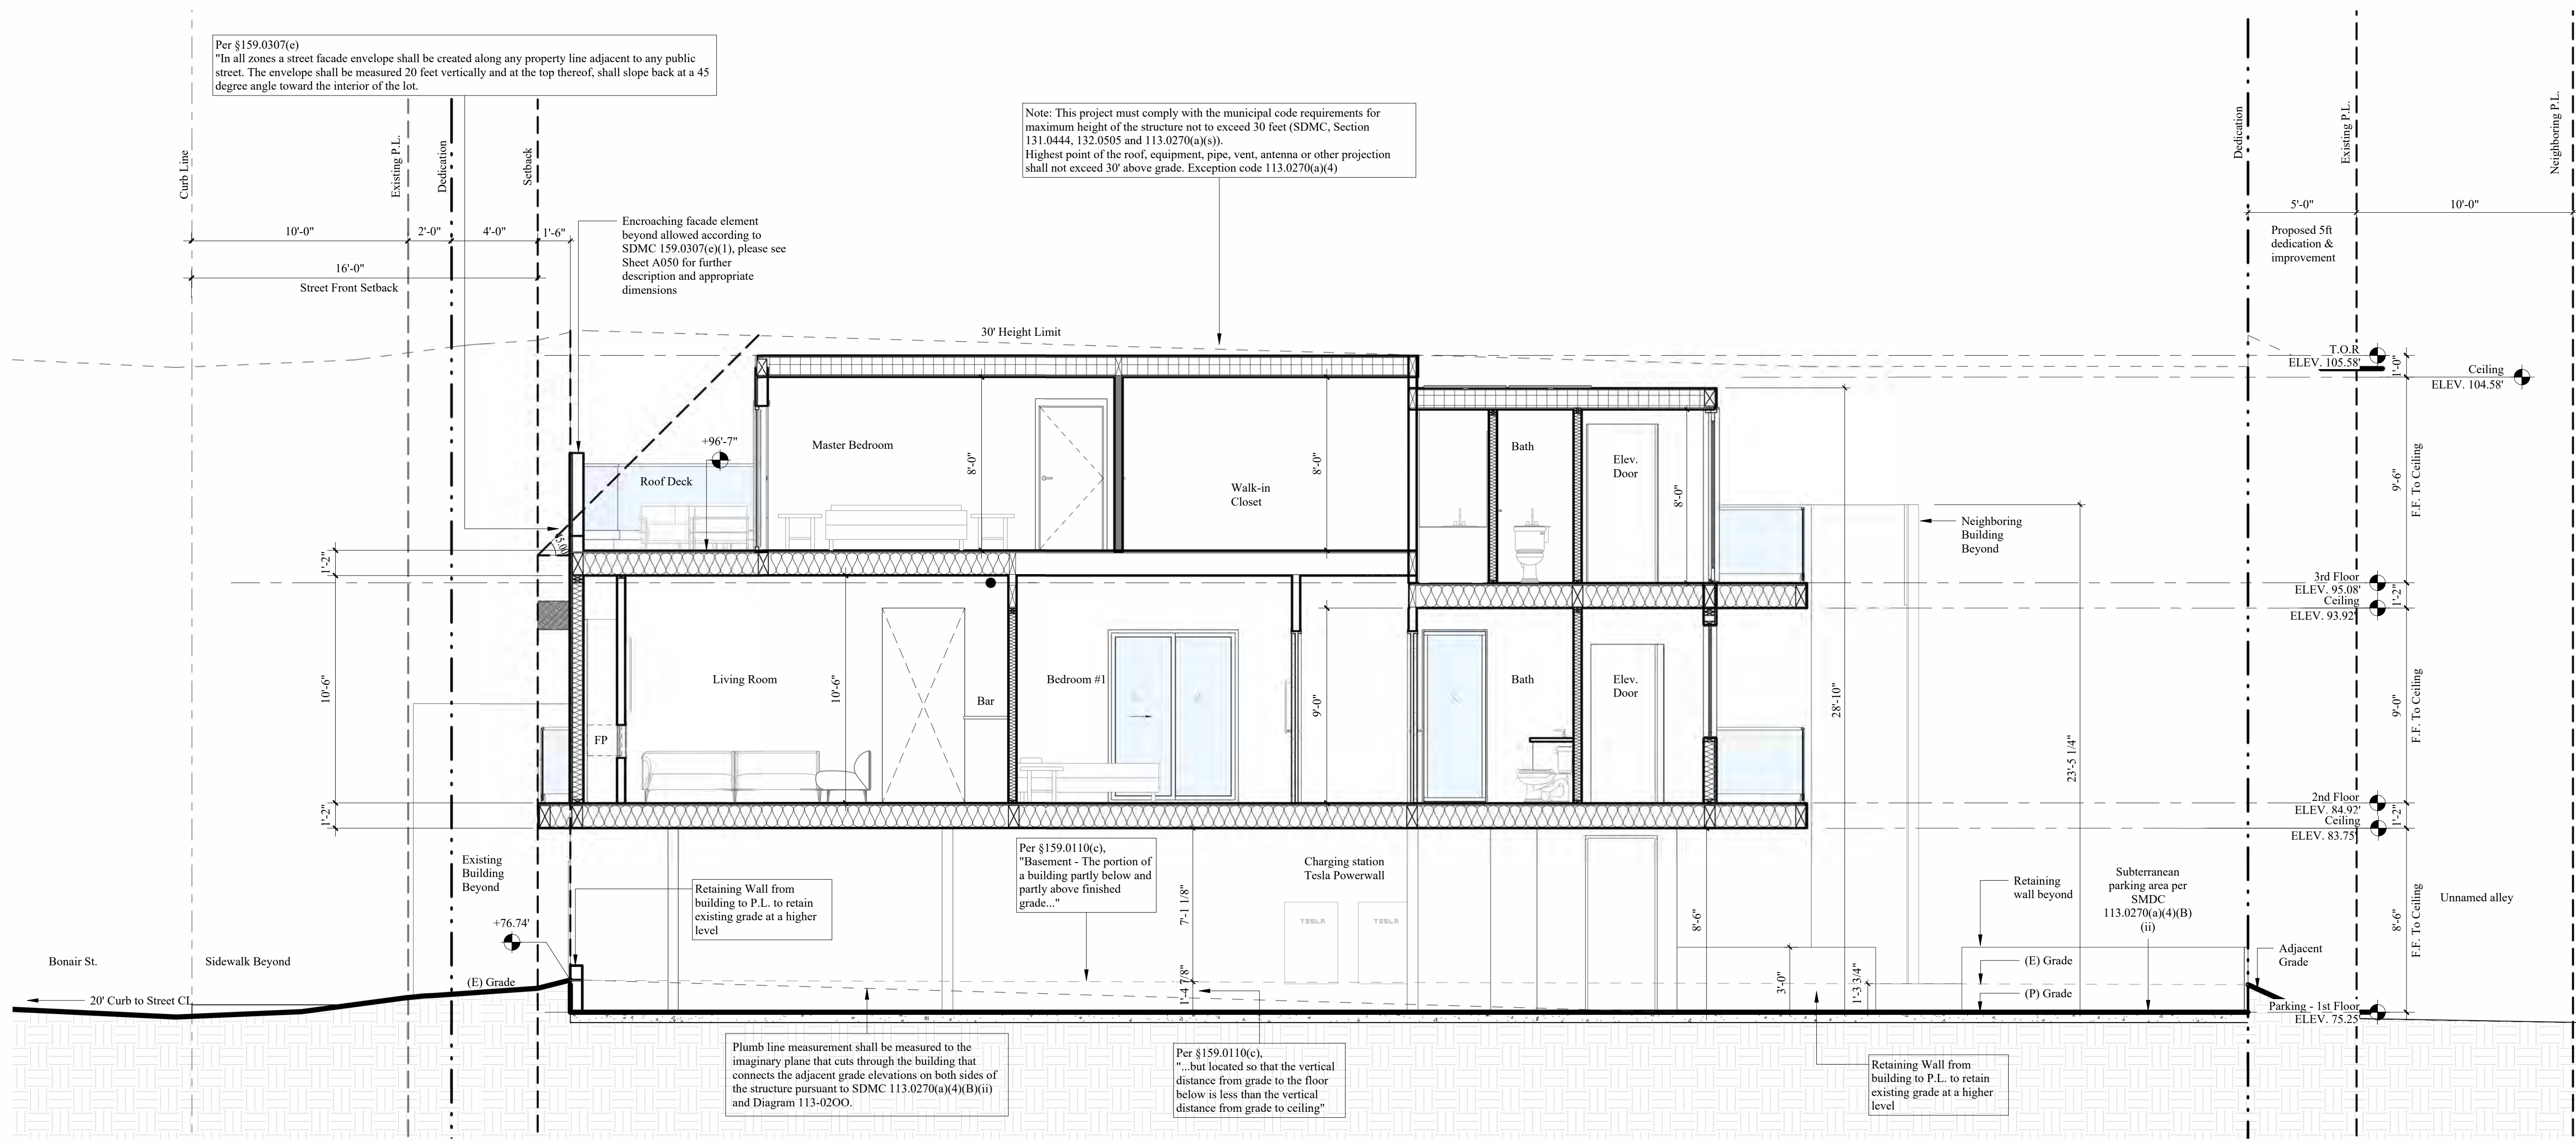 Per §159.0307(e)
"In all zones a street facade envelope shall be created along any property line adjacent to any public
street. The envelope shall be measured 20 feet vertically and at the top thereof, shall slope back at a 45
degree angle toward the interior of the lot.
Note: This project must comply with the municipal code requirements for
maximum height of the structure not to exceed 30 feet (SDMC, Section
131.0444, 132.0505 and 113.0270(a)(s)).
Highest point of the roof, equipment, pipe, vent, antenna or other projection
shall not exceed 30' above grade. Exception code 113.0270(a)(4)
Curb Line
Existing P.L.
Dedication
Setback
Dedication
Existing P.L.
Neighboring P.L.
10'-0"
2'-0"
4'-0"
1'-6"
16'-0"
Street Front Setback
Encroaching facade element
beyond allowed according to
SDMC 159.0307(e)(1), please see
Sheet A050 for further
description and appropriate
dimensions
5'-0"
10'-0"
Proposed 5ft
dedication &
improvement
30' Height Limit
T.O.R
ELEV. 105.58'
1'-0"
Ceiling
ELEV. 104.58'
+96'-7"
Roof Deck
Master Bedroom
8'-0"
8'-0"
Walk-in
Closet
Bath
Elev.
Door
8'-0"
Neighboring
Building
Beyond
9'-6"
F.F. To Ceiling
1'-2"
3rd Floor
ELEV. 95.08'
Ceiling
ELEV. 93.92'
1'-2"
10'-6"
Living Room
10'-6"
Bar
FP
Bedroom #1
9'-0"
Bath
Elev.
Door
28'-10"
23'-5 1/4"
9'-0"
F.F. To Ceiling
1'-2"
2nd Floor
ELEV. 84.92'
Ceiling
ELEV. 83.75'
1'-2"
Existing
Building
Beyond
+76.74'
Retaining Wall from
building to P.L. to retain
existing grade at a higher
level
Per §159.0110(c),
"Basement - The portion of
a building partly below and
partly above finished
grade..."
7'-1 1/8"
1'-4 7/8"
Charging station
Tesla Powerwall
TESLA
TESLA
8'-6"
3'-0"
1'-3 3/4"
Retaining
wall beyond
Subterranean
parking area per
SMDC
113.0270(a)(4)(B)
(ii)
(E) Grade
(P) Grade
Adjacent
Grade
8'-6"
F.F. To Ceiling
Unnamed alley
Bonair St.
Sidewalk Beyond
(E) Grade
20' Curb to Street CL
Parking - 1st Floor
ELEV. 75.25
Plumb line measurement shall be measured to the
imaginary plane that cuts through the building that
connects the adjacent grade elevations on both sides of
the structure pursuant to SDMC 113.0270(a)(4)(B)(ii)
and Diagram 113-02OO.
Per §159.0110(c),
"...but located so that the vertical
distance from grade to the floor
below is less than the vertical
distance from grade to ceiling"
Retaining Wall from
building to P.L. to retain
existing grade at a higher
level